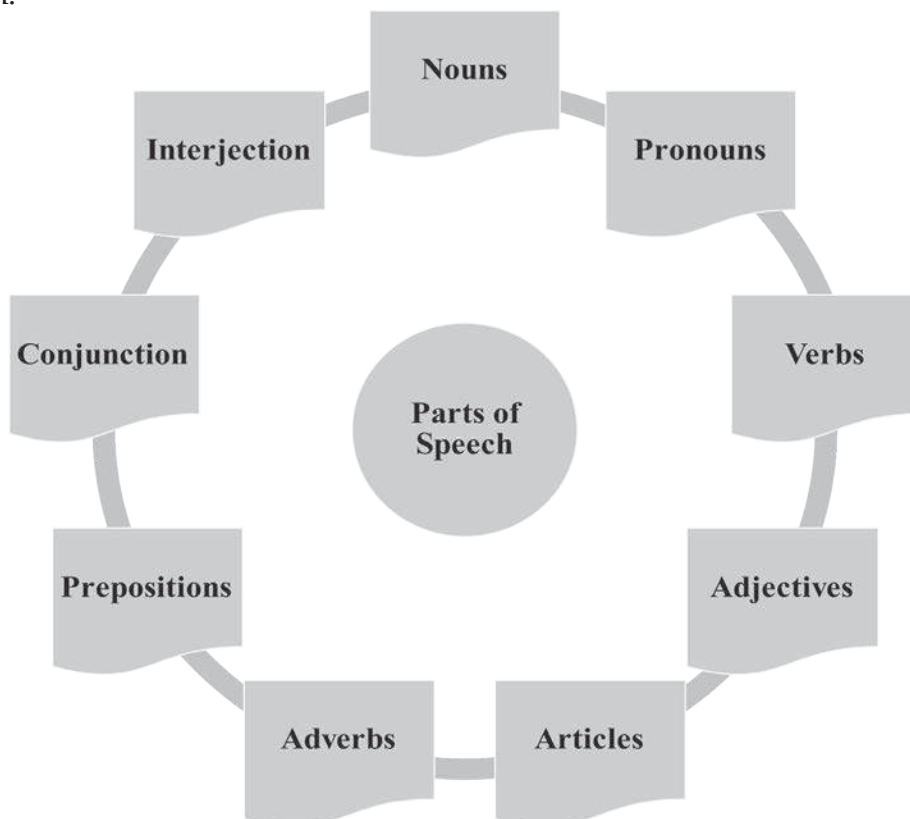 Nouns
Pronouns
Verbs
Adjectives
Articles
Adverbs
Prepositions
Conjunction
Interjection
Parts of
Speech